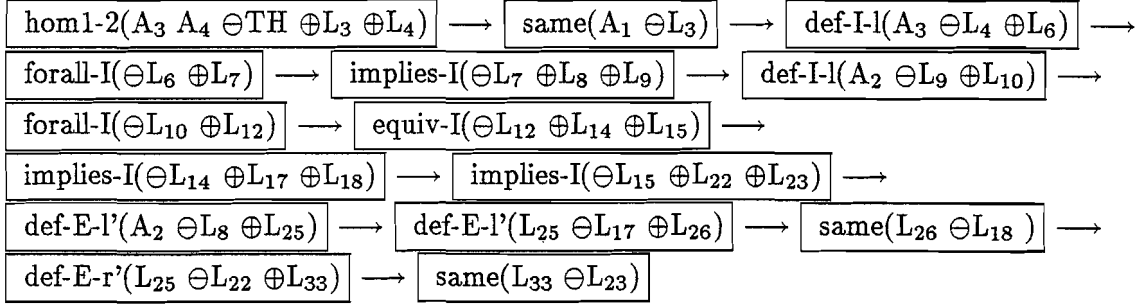 hom1-2(A₃ A₄ ⊖TH ⊕L₃ ⊕L₄) ⟶ same(A₁ ⊖L₃) ⟶ def-I-l(A₃ ⊖L₄ ⊕L₆) ⟶
forall-I(⊖L₆ ⊕L₇) ⟶ implies-I(⊖L₇ ⊕L₈ ⊕L₉) ⟶ def-I-l(A₂ ⊖L₉ ⊕L₁₀) ⟶
forall-I(⊖L₁₀ ⊕L₁₂) ⟶ equiv-I(⊖L₁₂ ⊕L₁₄ ⊕L₁₅) ⟶
implies-I(⊖L₁₄ ⊕L₁₇ ⊕L₁₈) ⟶ implies-I(⊖L₁₅ ⊕L₂₂ ⊕L₂₃) ⟶
def-E-l'(A₂ ⊖L₈ ⊕L₂₅) ⟶ def-E-l'(L₂₅ ⊖L₁₇ ⊕L₂₆) ⟶ same(L₂₆ ⊖L₁₈ ) ⟶
def-E-r'(L₂₅ ⊖L₂₂ ⊕L₃₃) ⟶ same(L₃₃ ⊖L₂₃)